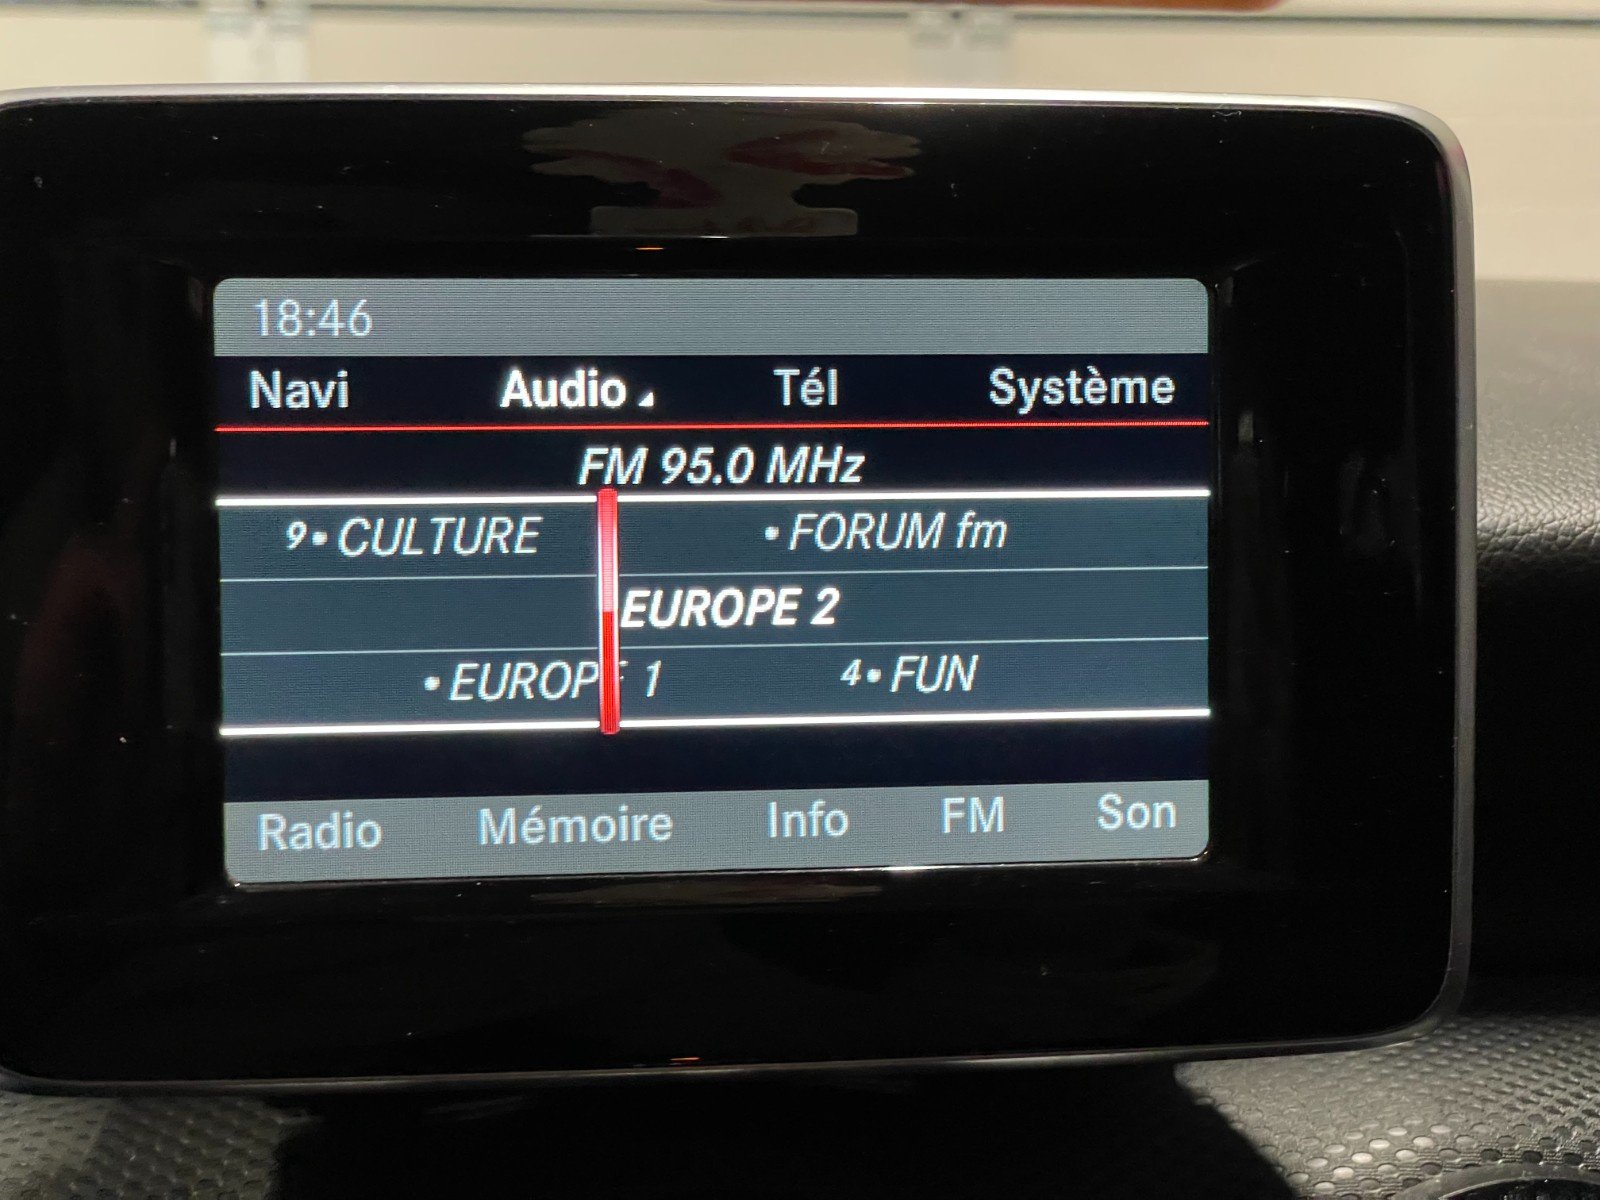 18:46
Navi Audio Tél Système
FM 95.0 MHz
9• CULTURE • FORUM fm
EUROPE 2
• EUROPE 1 4• FUN
Radio Mémoire Info FM Son